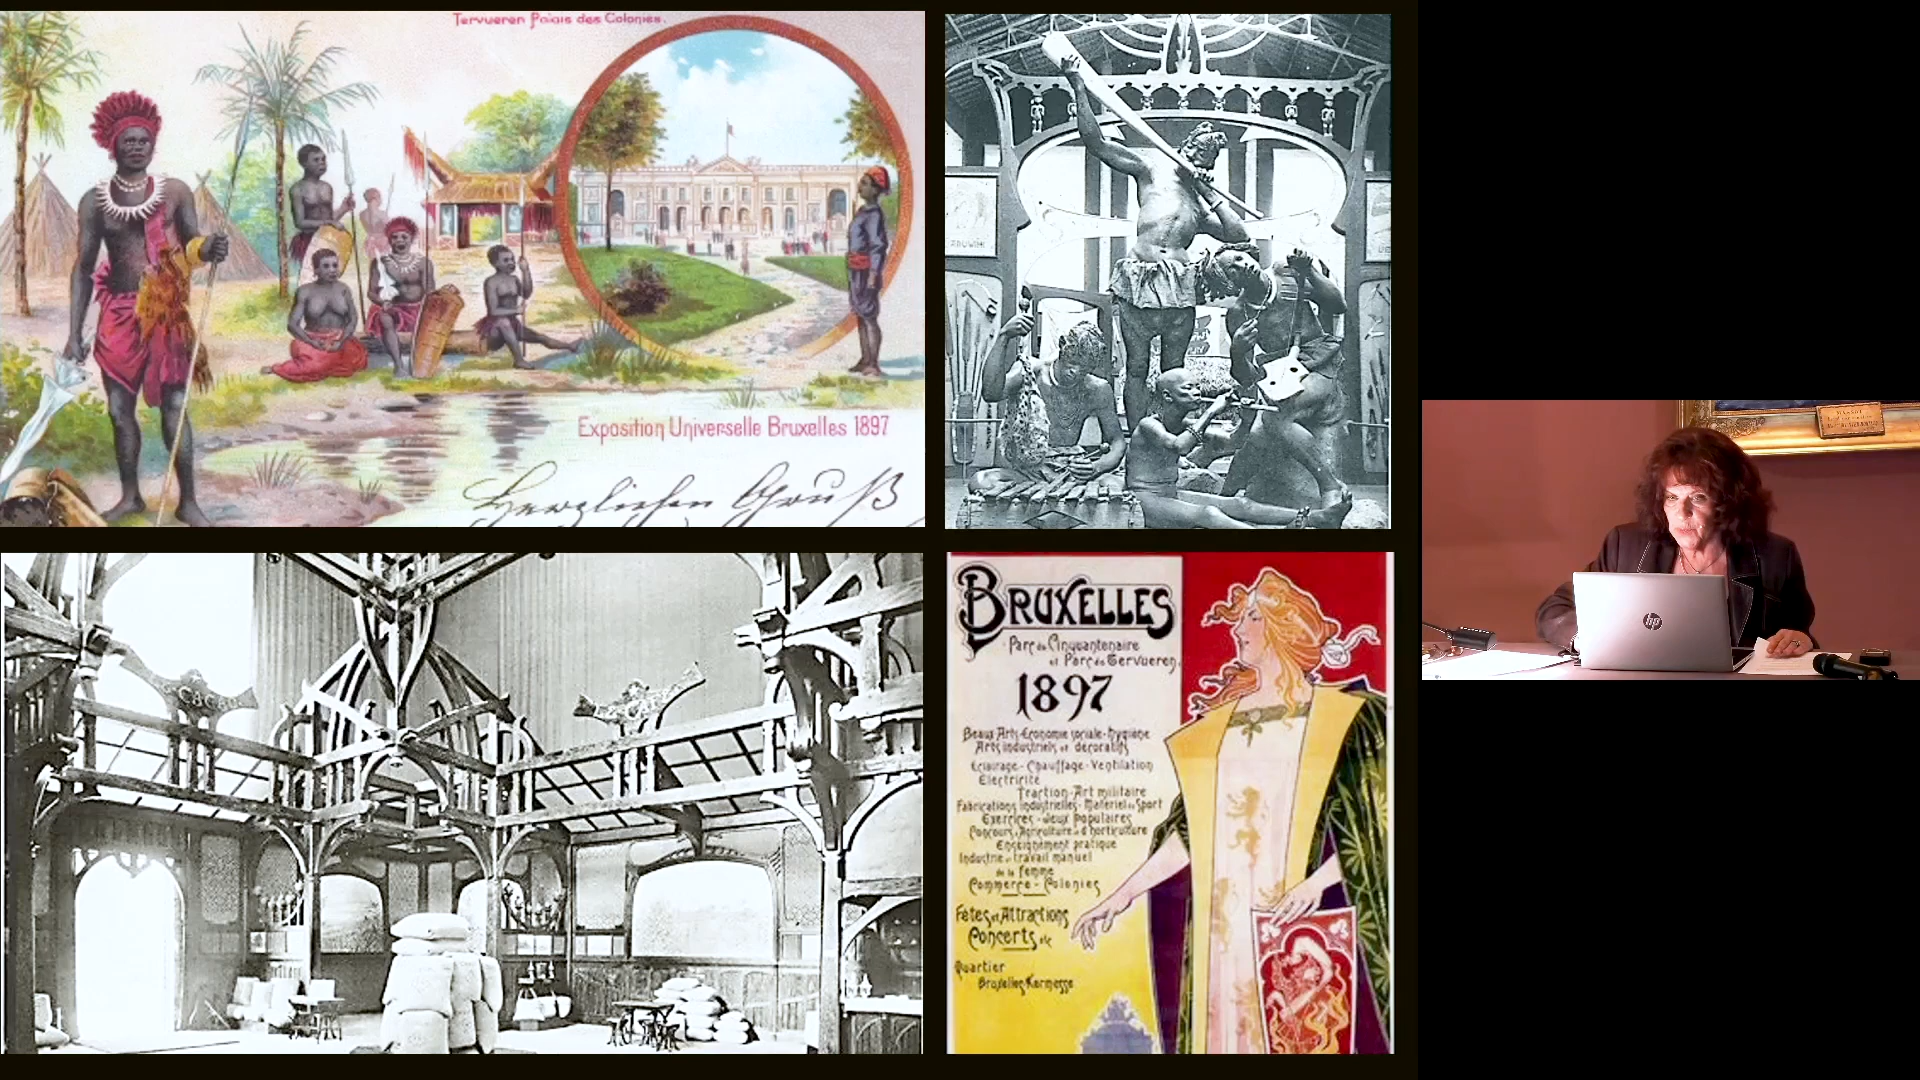 Tervueren Palais des Colonies.
Exposition Universelle Bruxelles 1897
Herzlichen Gruß
CACAO
BRUXELLES
Parc du Cinquantenaire
et Parc de Tervueren.
1897
Beaux Arts-Economie sociale-Hygiène
Arts industriels et décoratifs
Eclairage-Chauffage-Ventilation
Electricité
Traction-Art militaire
Fabrications industrielles-Matériel de Sport
Exercices-Jeux populaires
Concours d'Agriculture et d'horticulture
Enseignement pratique
Industrie et travail manuel
de la femme
Commerce-Colonies
Fêtes et Attractions
Concerts etc
Quartier
Bruxelles-Kermesse
hp